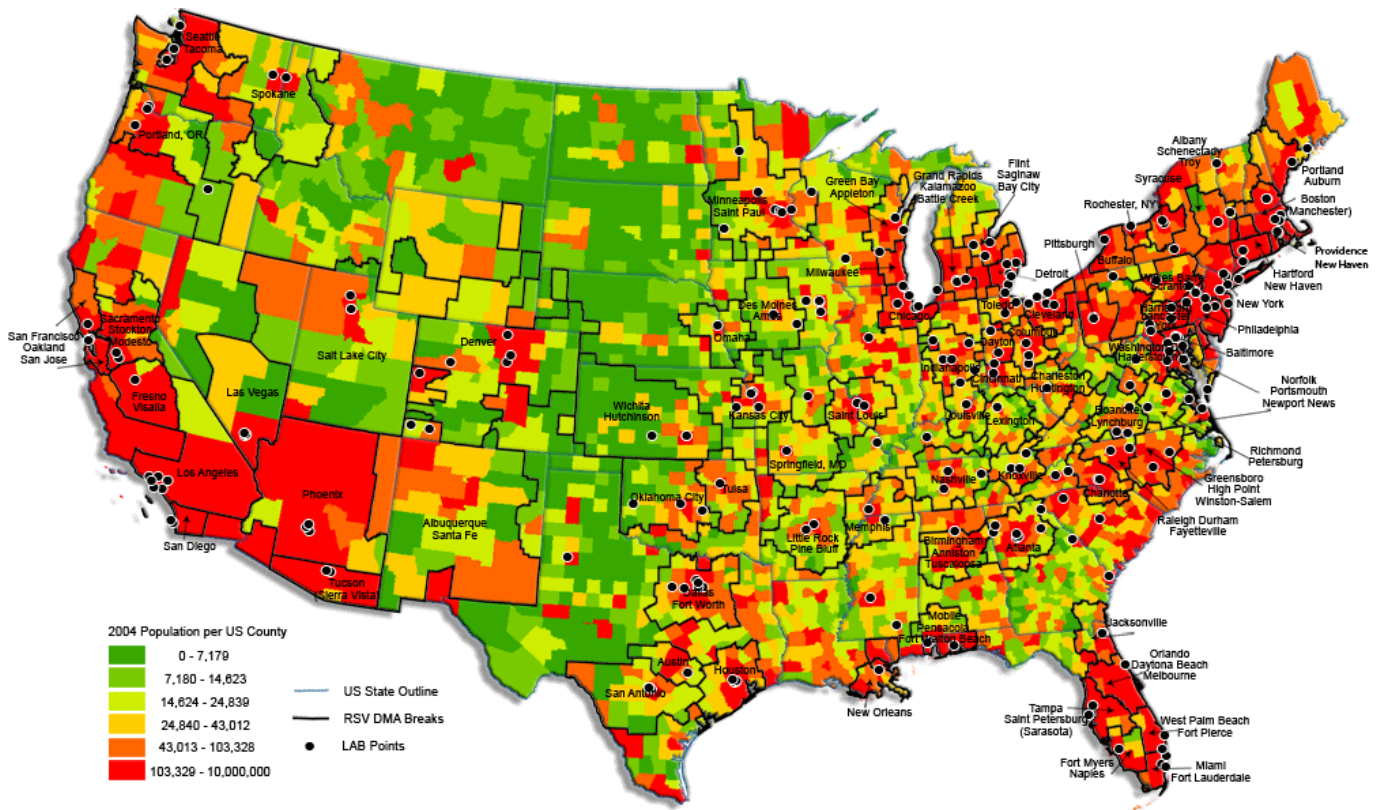 Seattle
Tacoma
Spokane
Portland, OR
Minneapolis
Saint Paul
Green Bay
Appleton
Grand Rapids
Kalamazoo
Battle Creek
Flint
Saginaw
Bay City
Albany
Schenectady
Troy
Syracuse
Rochester, NY
Portland
Auburn
Boston
(Manchester)
Pittsburgh
Buffalo
Providence
New Haven
Hartford
New Haven
Milwaukee
Detroit
Chicago
Toledo
Cleveland
New York
Philadelphia
Baltimore
Des Moines
Ames
Omaha
Columbus
Dayton
Indianapolis
Cincinnati
Charleston
Huntington
Washington
Hagerstown
Norfolk
Portsmouth
Newport News
San Francisco
Oakland
San Jose
Sacramento
Stockton
Modesto
Fresno
Visalia
Las Vegas
Salt Lake City
Denver
Wichita
Hutchinson
Kansas City
Saint Louis
Louisville
Lexington
Roanoke
Lynchburg
Richmond
Petersburg
Los Angeles
San Diego
Phoenix
Tucson
(Sierra Vista)
Albuquerque
Santa Fe
Oklahoma City
Tulsa
Springfield, MO
Nashville
Knoxville
Charlotte
Greensboro
High Point
Winston-Salem
Raleigh Durham
Fayetteville
Little Rock
Pine Bluff
Memphis
Birmingham
Anniston
Tuscaloosa
Atlanta
Dallas
Fort Worth
Austin
San Antonio
Houston
New Orleans
Mobile
Pensacola
Fort Walton Beach
Jacksonville
Orlando
Daytona Beach
Melbourne
Tampa
Saint Petersburg
(Sarasota)
West Palm Beach
Fort Pierce
Fort Myers
Naples
Miami
Fort Lauderdale
2004 Population per US County
0 - 7,179
7,180 - 14,623
14,624 - 24,839
24,840 - 43,012
43,013 - 103,328
103,329 - 10,000,000
US State Outline
RSV DMA Breaks
LAB Points